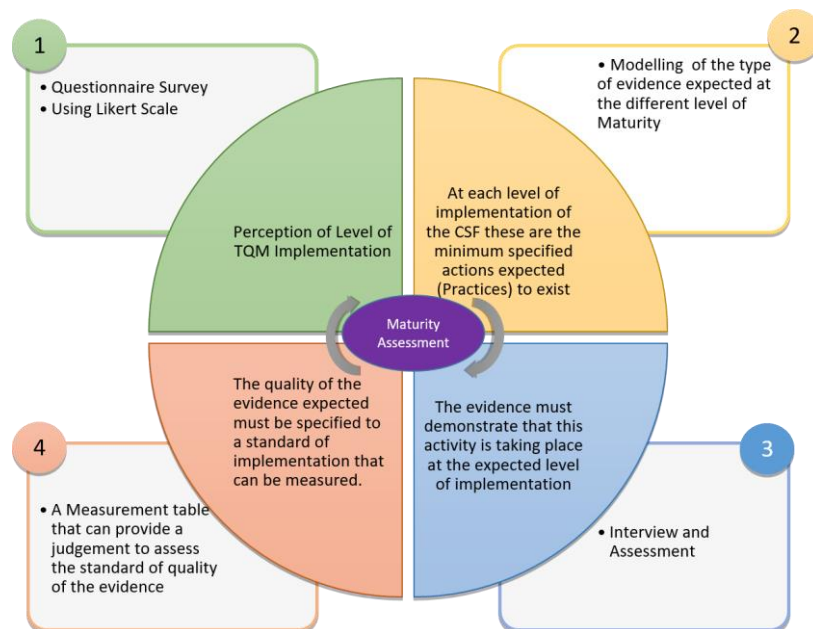 1
• Questionnaire Survey
• Using Likert Scale
2
• Modelling of the type
of evidence expected
at the different level of
Maturity
Perception of Level of
TQM Implementation
At each level of
implementation of
the CSF these are the
minimum specified
actions expected
(Practices) to exist
Maturity
Assessment
The quality of the
evidence expected
must be specified to
a standard of
implementation that
can be measured.
The evidence must
demonstrate that this
activity is taking place
at the expected level
of implementation
4
• A Measurement table
that can provide a
judgement to assess
the standard of quality
of the evidence
3
• Interview and
Assessment